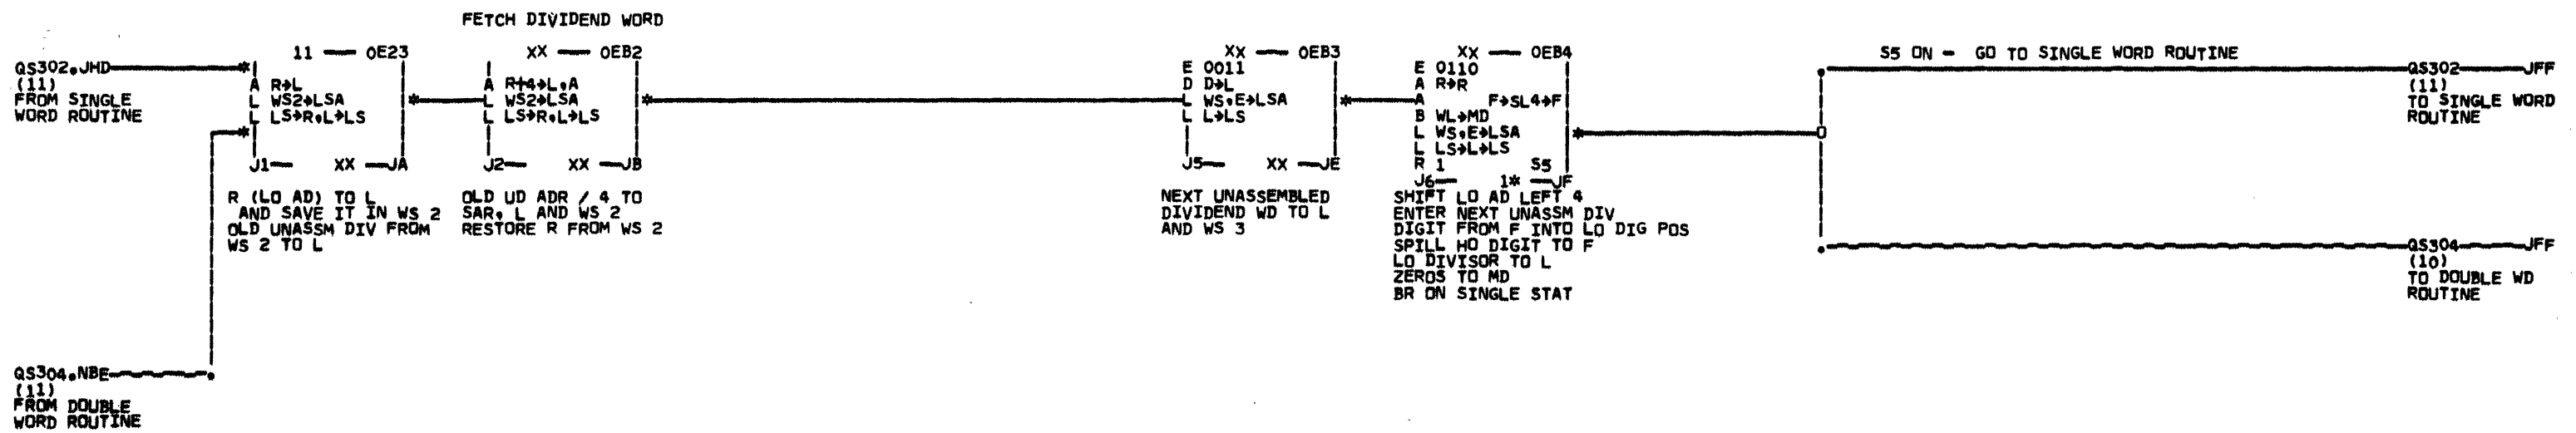 FETCH DIVIDEND WORD
QS302.JHD
(11)
FROM SINGLE
WORD ROUTINE
11 — 0E23
A R→L
L WS2→LSA
L LS→R,L→LS
J1— XX —JA
R (LO AD) TO L
AND SAVE IT IN WS 2
OLD UNASSM DIV FROM
WS 2 TO L
XX — 0EB2
A R+4→L,A
L WS2→LSA
L LS→R,L→LS
J2— XX —JB
OLD UD ADR / 4 TO
SAR, L AND WS 2
RESTORE R FROM WS 2
XX — 0EB3
E 0011
D D→L
L WS,E→LSA
L L→LS
J5— XX —JE
NEXT UNASSEMBLED
DIVIDEND WD TO L
AND WS 3
XX — 0EB4
E 0110
A R→R
A F→SL4→F
B WL→MD
L WS,E→LSA
L LS→L→LS
R 1 S5
J6— 1* —JF
SHIFT LO AD LEFT 4
ENTER NEXT UNASSM DIV
DIGIT FROM F INTO LO DIG POS
SPILL HO DIGIT TO F
LO DIVISOR TO L
ZEROS TO MD
BR ON SINGLE STAT
S5 ON - GO TO SINGLE WORD ROUTINE
QS302 JFF
(11)
TO SINGLE WORD
ROUTINE
QS304 JFF
(10)
TO DOUBLE WD
ROUTINE
QS304.NBE
(11)
FROM DOUBLE
WORD ROUTINE